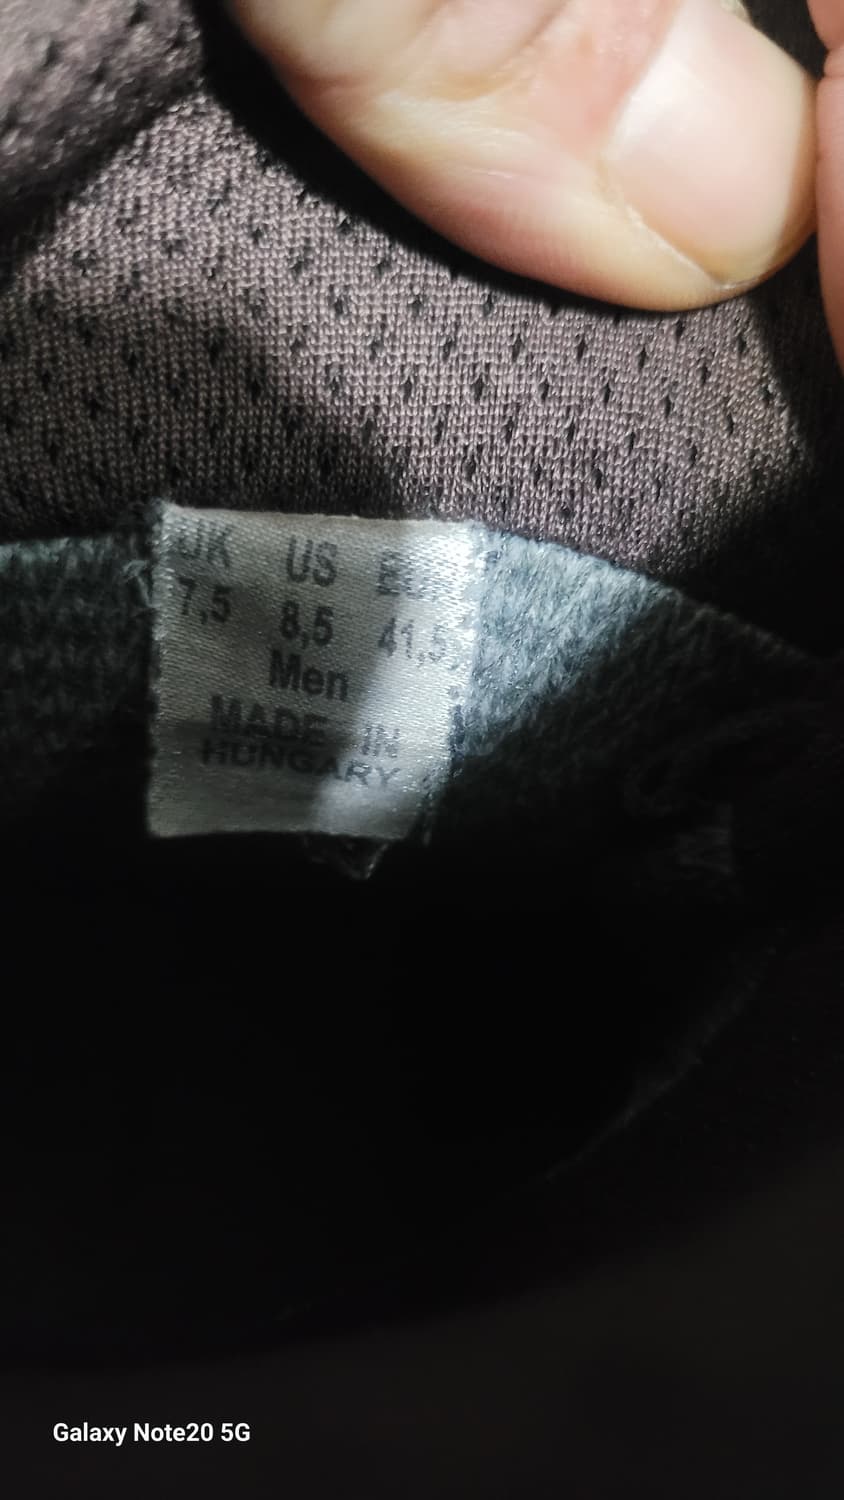 UK US EU
7,5 8,5 41,5
Men
MADE IN
HUNGARY
Galaxy Note20 5G